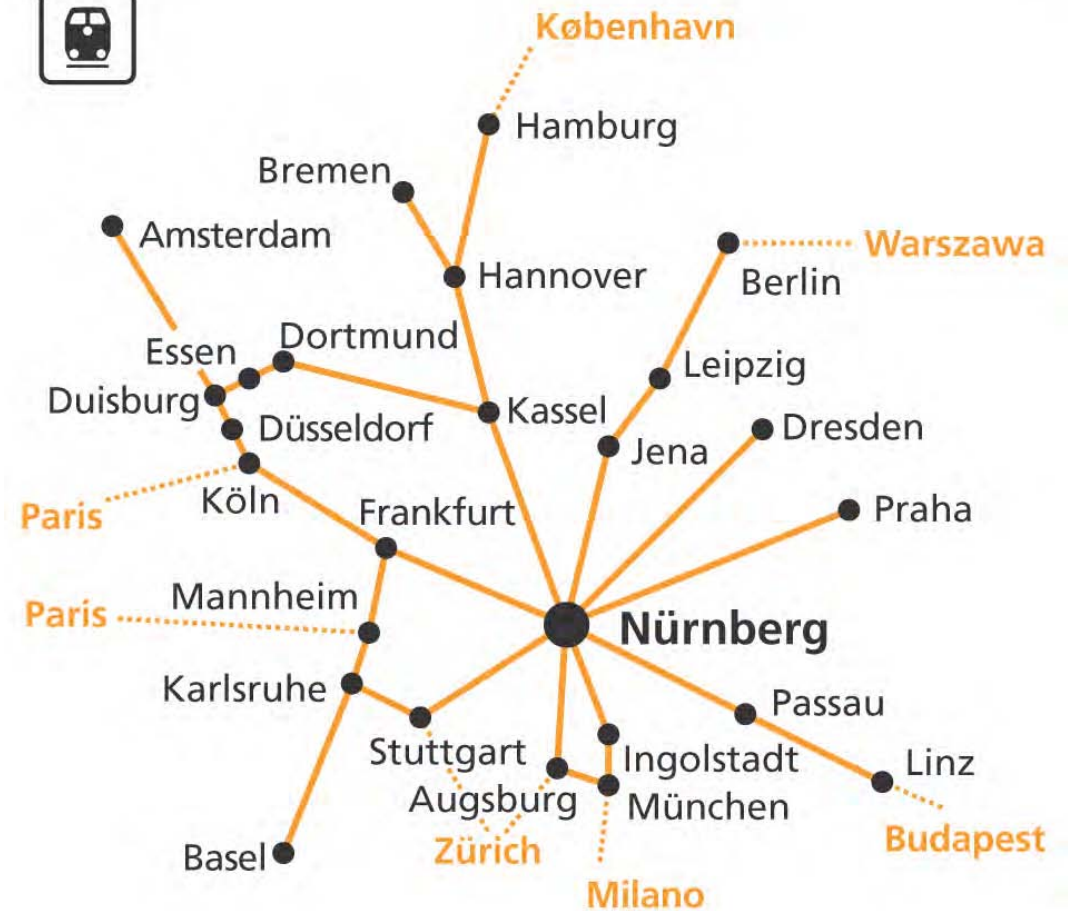 København
Hamburg
Bremen
Amsterdam
Warszawa
Hannover
Berlin
Dortmund
Essen
Leipzig
Duisburg
Kassel
Düsseldorf
Dresden
Jena
Köln
Frankfurt
Praha
Paris
Mannheim
Paris
Nürnberg
Karlsruhe
Passau
Stuttgart
Ingolstadt
Linz
Augsburg
München
Budapest
Zürich
Basel
Milano